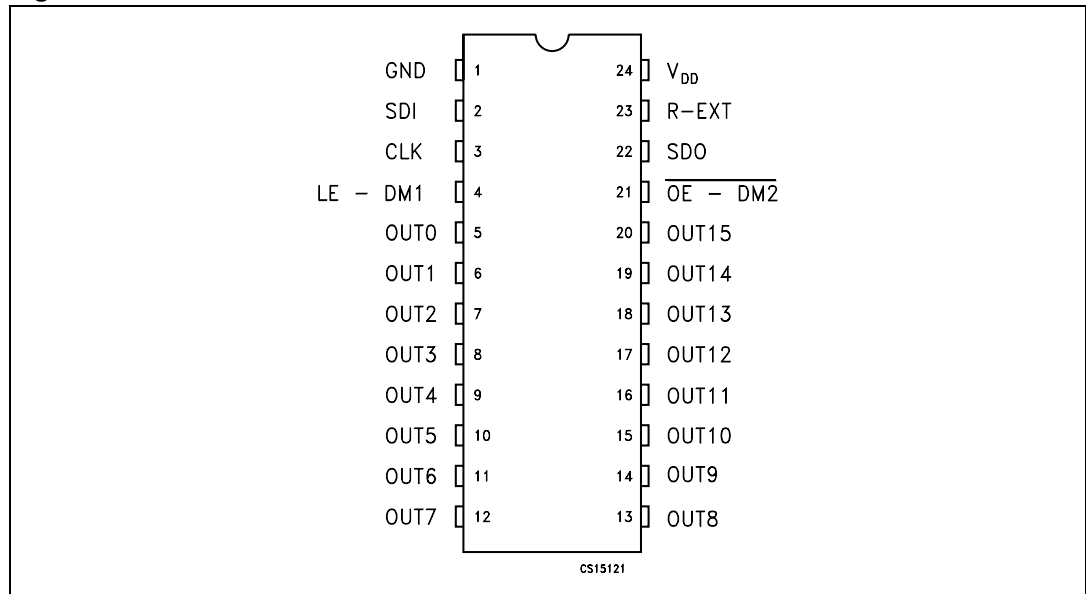 GND 1 24 VDD
SDI 2 23 R-EXT
CLK 3 22 SDO
LE - DM1 4 21 OE - DM2
OUT0 5 20 OUT15
OUT1 6 19 OUT14
OUT2 7 18 OUT13
OUT3 8 17 OUT12
OUT4 9 16 OUT11
OUT5 10 15 OUT10
OUT6 11 14 OUT9
OUT7 12 13 OUT8
CS15121